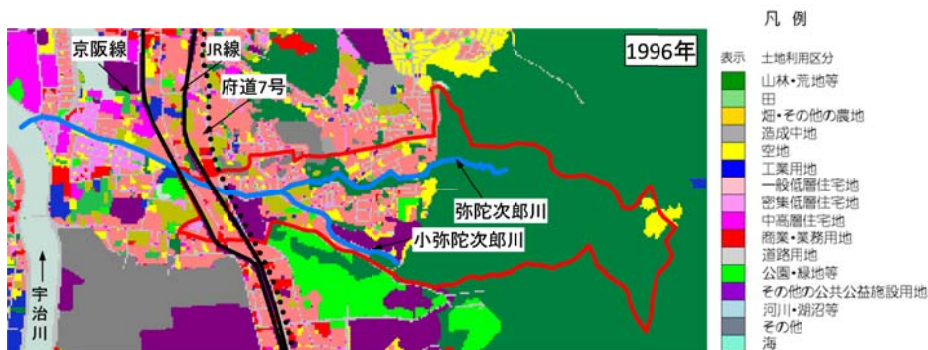 凡 例
京阪線
JR線
府道7号
1996年
表示 土地利用区分
山林・荒地等
田
畑・その他の農地
造成中地
空地
工業用地
一般低層住宅地
密集低層住宅地
中高層住宅地
商業・業務用地
道路用地
公園・緑地等
その他の公共公益施設用地
河川・湖沼等
その他
海
弥陀次郎川
小弥陀次郎川
宇治川